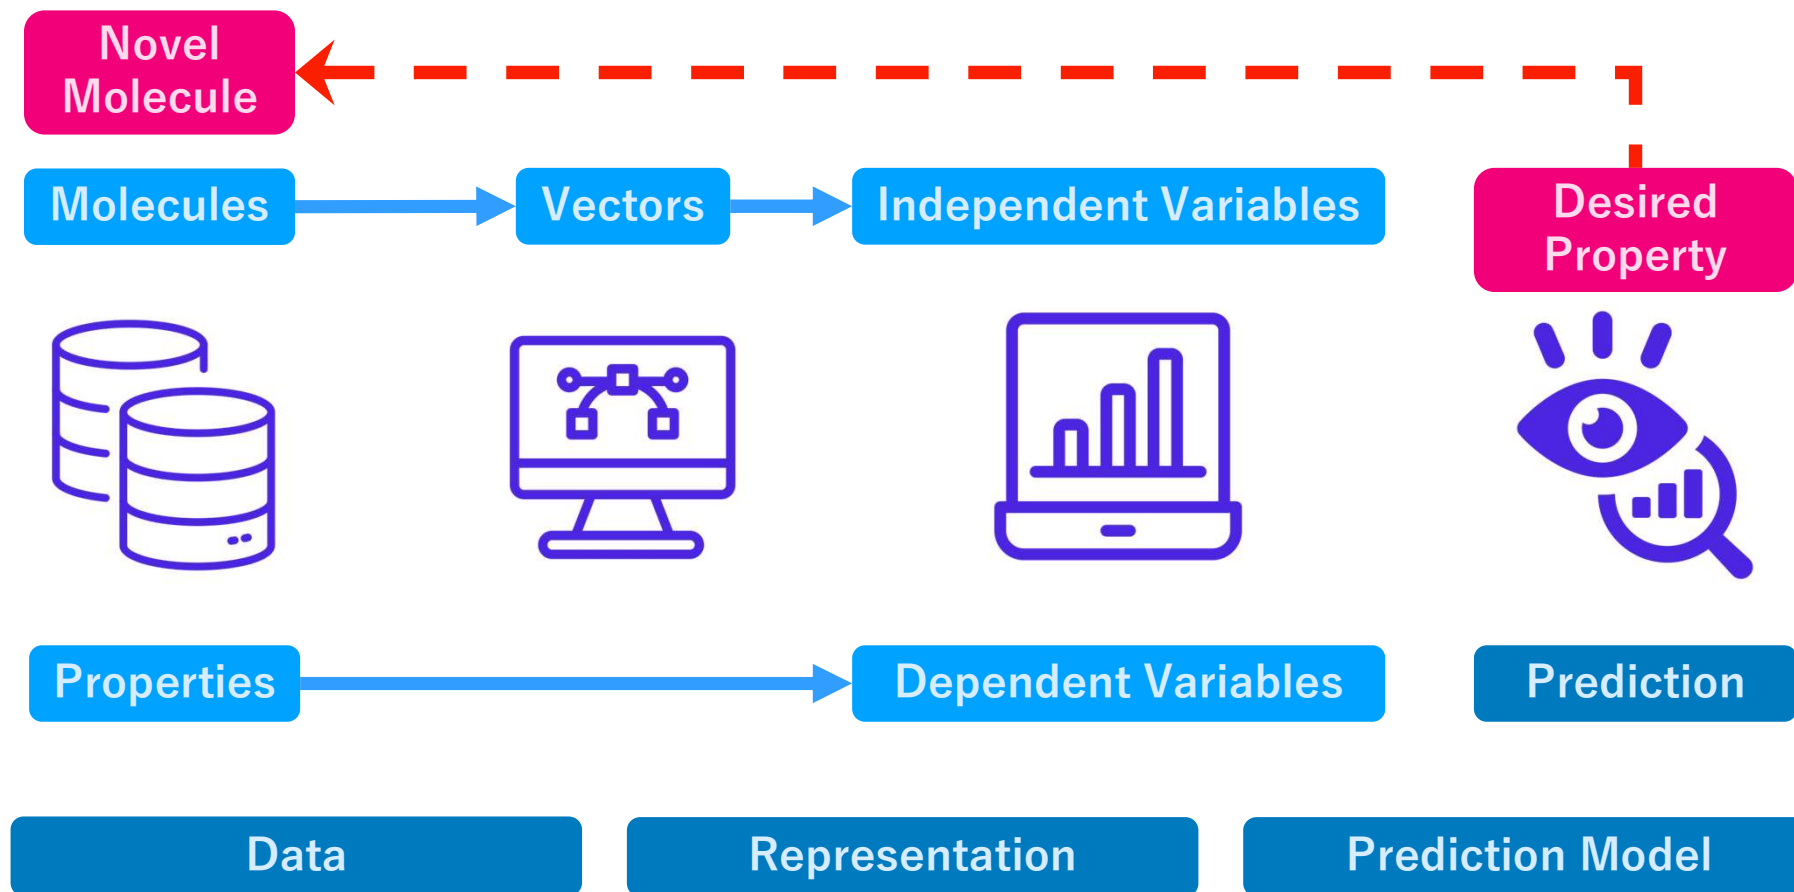 Novel
Molecule
Molecules
Vectors
Independent Variables
Desired
Property
Properties
Dependent Variables
Prediction
Data
Representation
Prediction Model